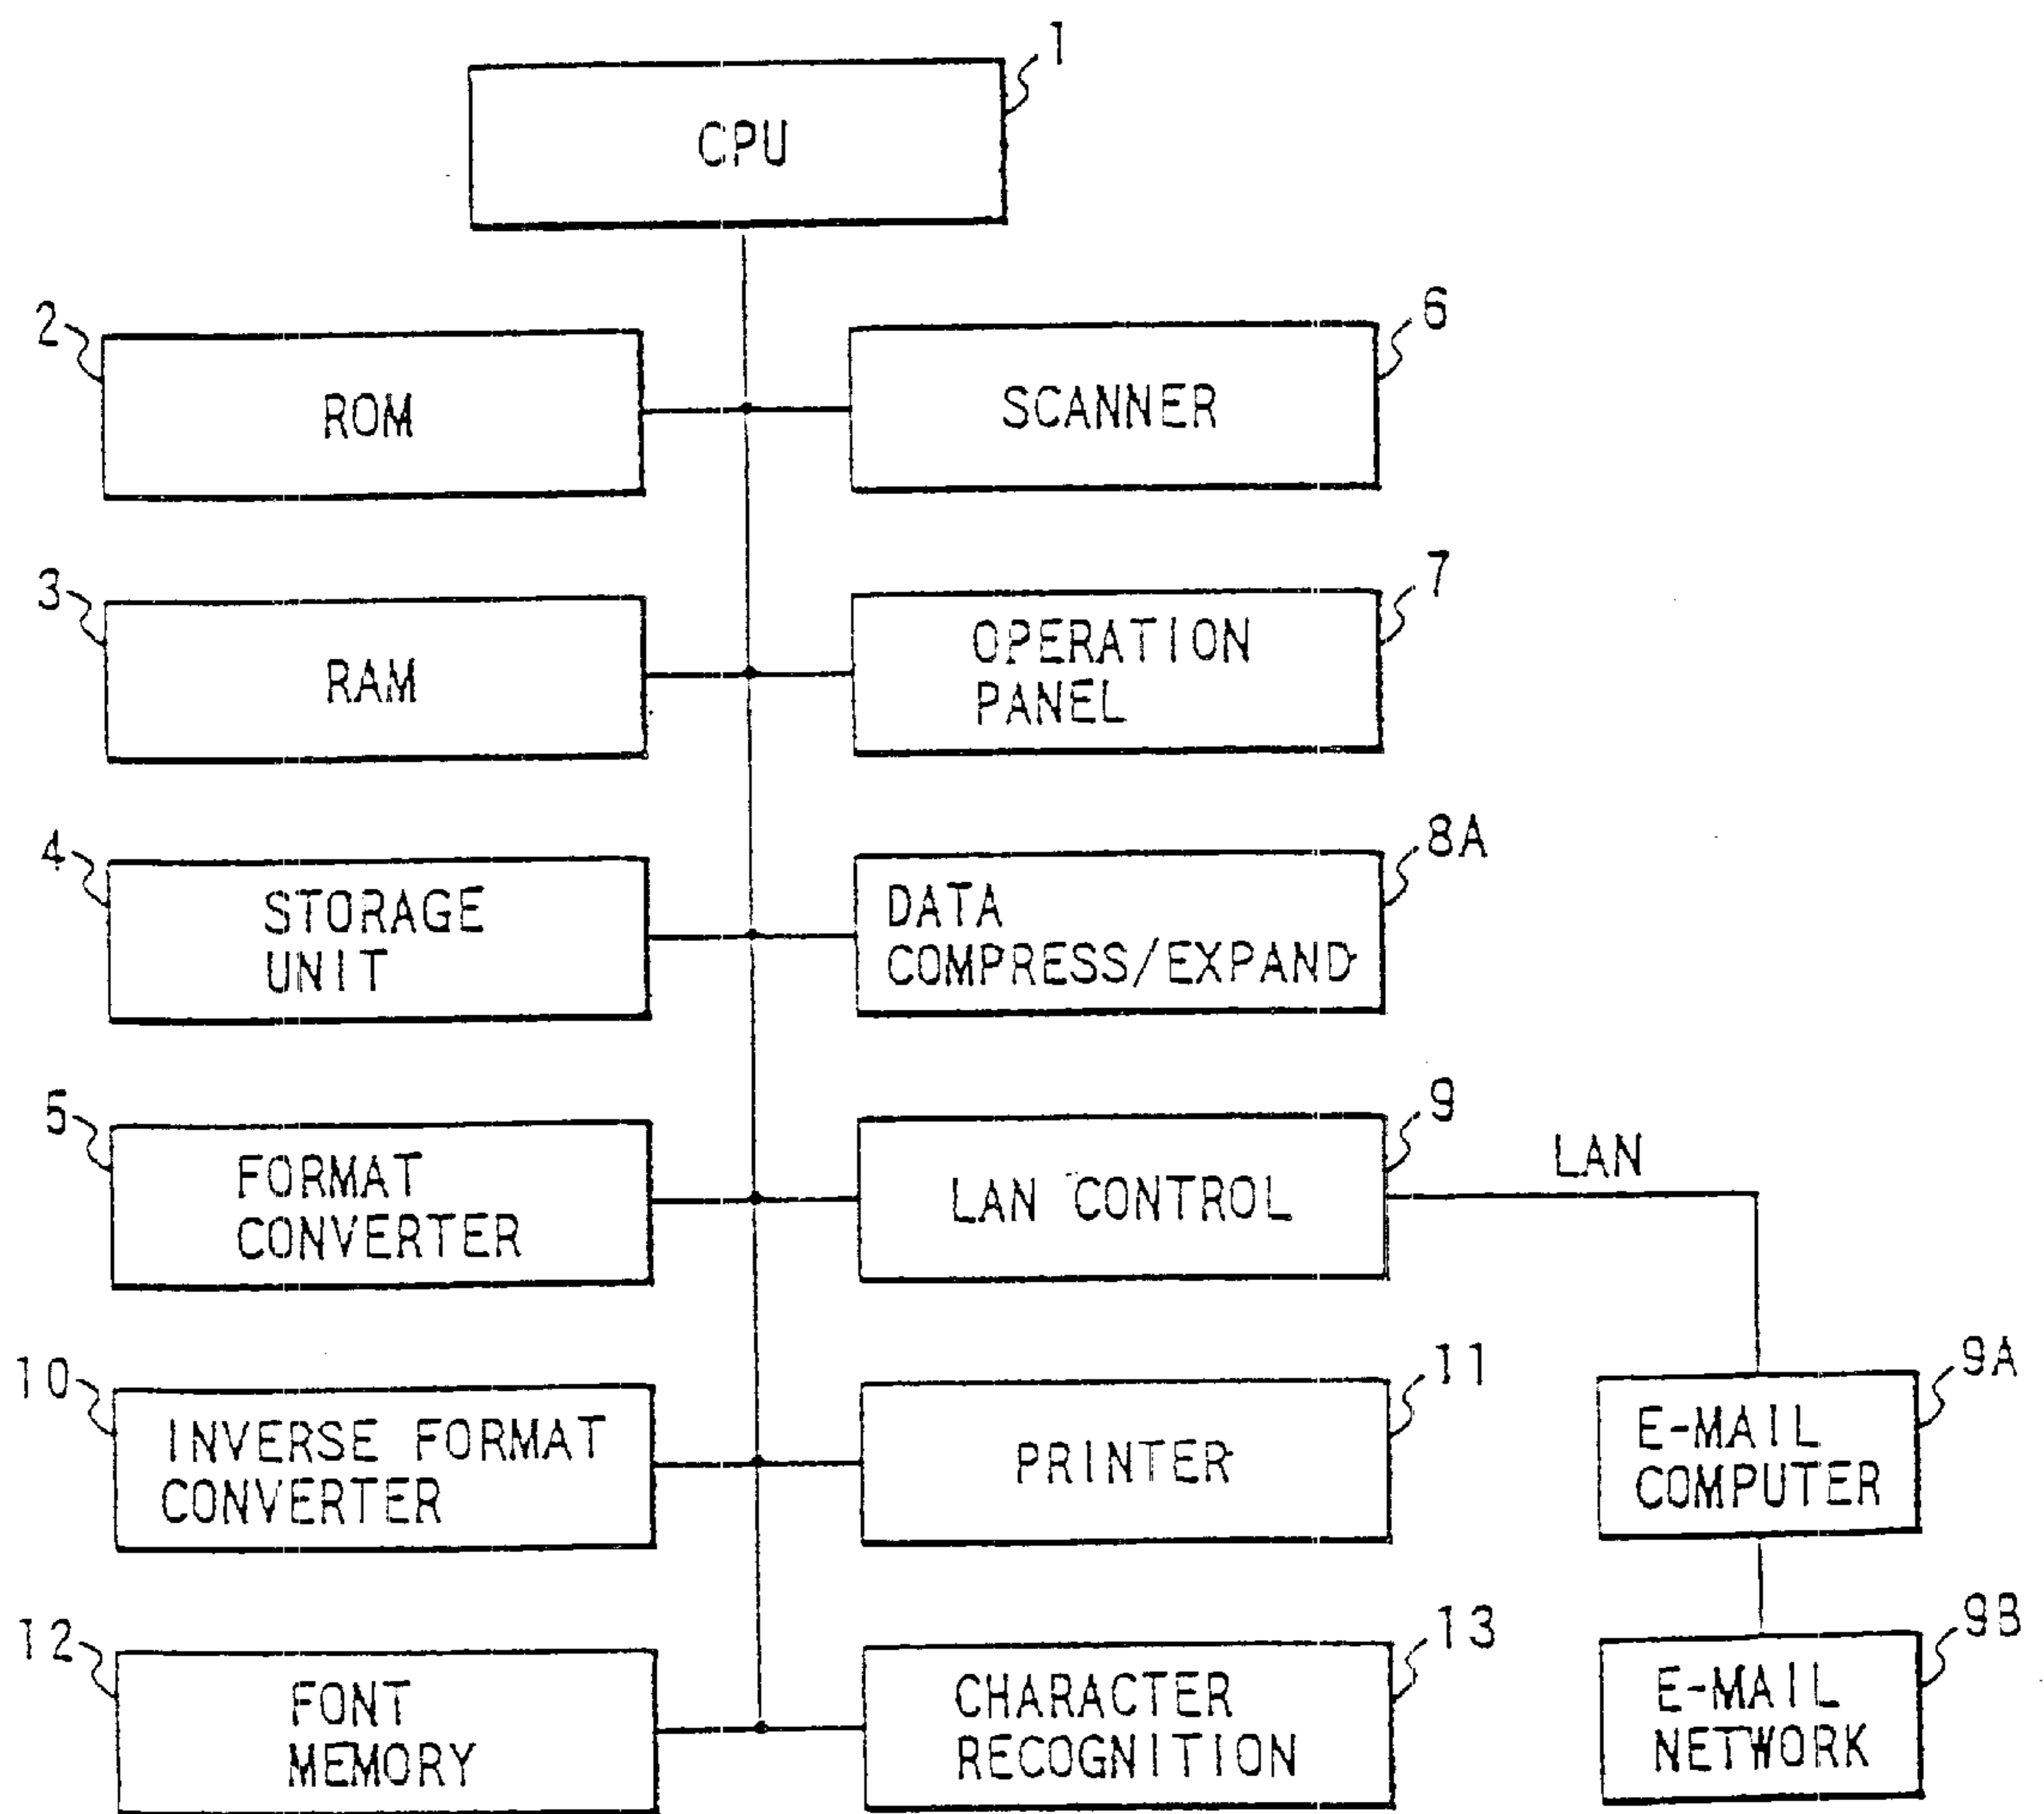 1
CPU
2
ROM
6
SCANNER
3
RAM
7
OPERATION
PANEL
4
STORAGE
UNIT
8A
DATA
COMPRESS/EXPAND
5
FORMAT
CONVERTER
9
LAN CONTROL
LAN
10
INVERSE FORMAT
CONVERTER
11
PRINTER
9A
E-MAIL
COMPUTER
12
FONT
MEMORY
13
CHARACTER
RECOGNITION
9B
E-MAIL
NETWORK